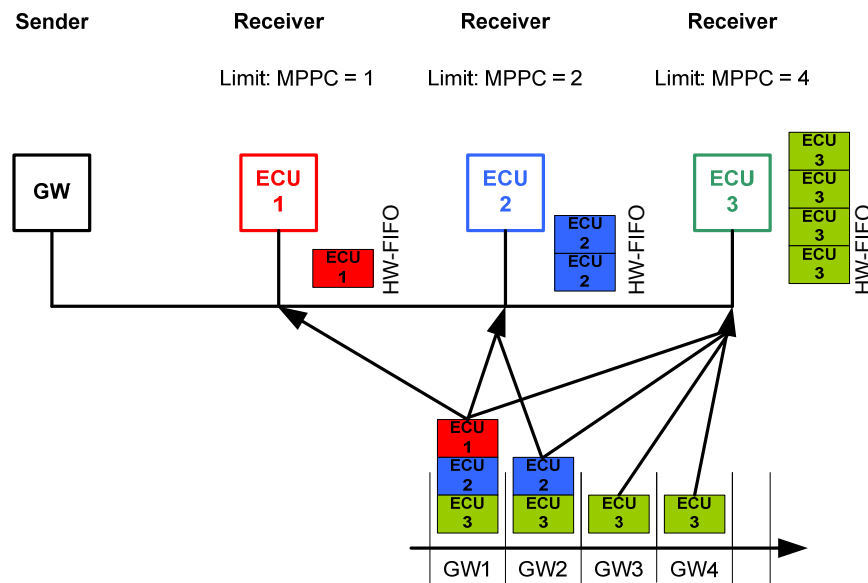 Sender Receiver Receiver Receiver
Limit: MPPC = 1 Limit: MPPC = 2 Limit: MPPC = 4
GW
ECU
1
ECU
1
HW-FIFO
ECU
2
ECU
2
ECU
2
HW-FIFO
ECU
3
ECU
3
ECU
3
ECU
3
ECU
3
HW-FIFO
ECU
1
ECU
2
ECU
3
ECU
2
ECU
3
ECU
3
ECU
3
GW1 GW2 GW3 GW4